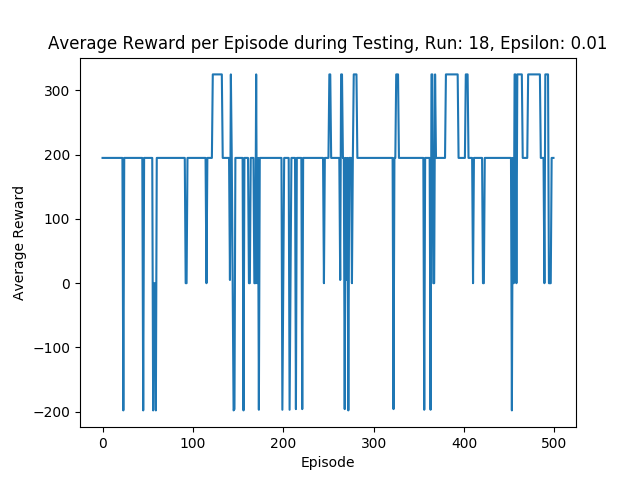 Average Reward per Episode during Testing, Run: 18, Epsilon: 0.01
300
200
100
0
−100
−200
Average Reward
0 100 200 300 400 500
Episode